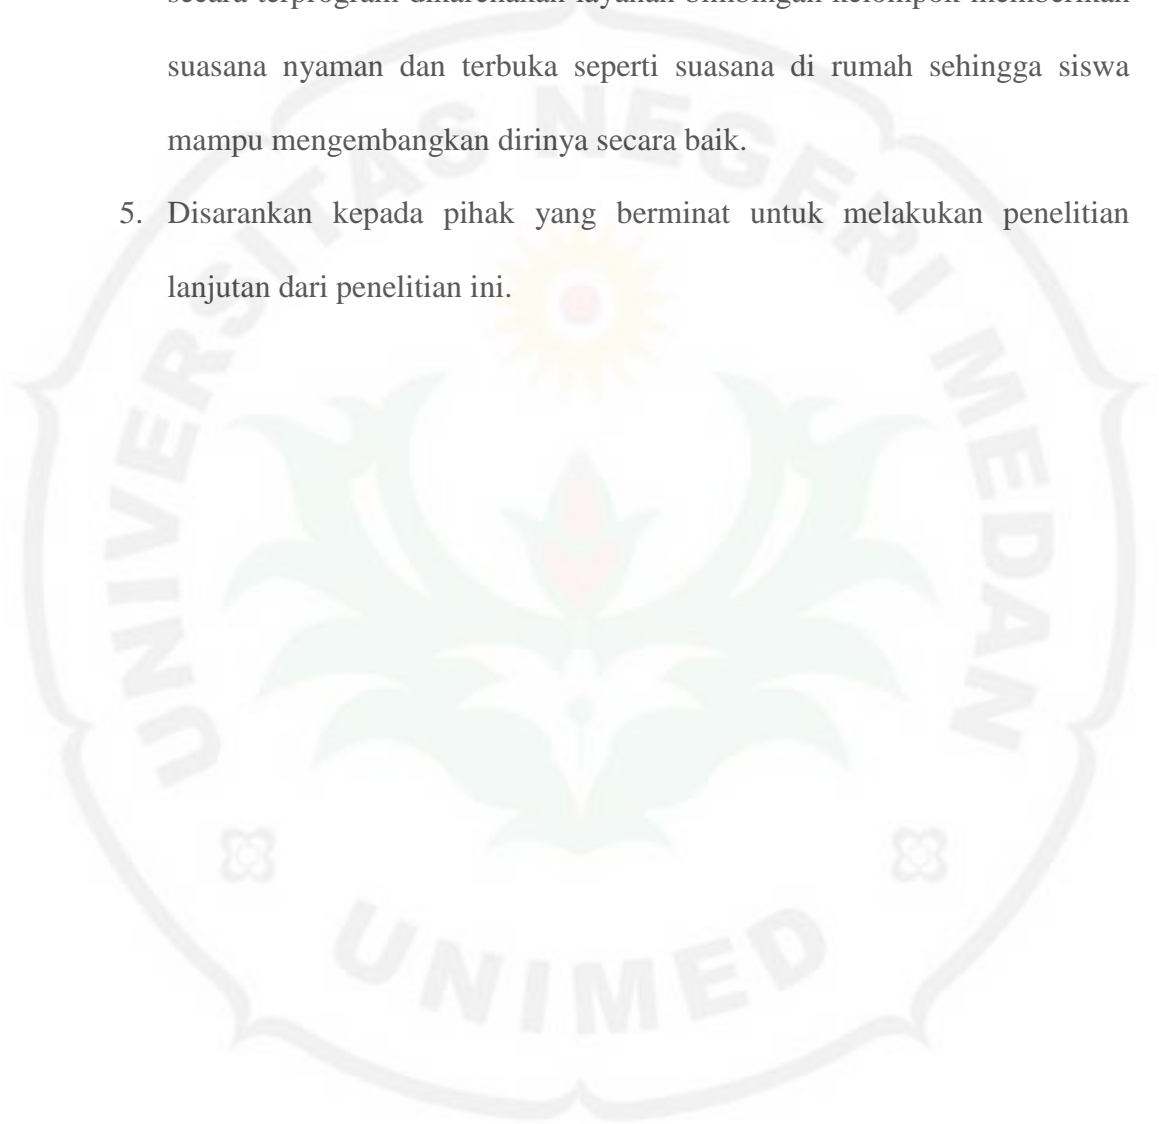 suasana nyaman dan terbuka seperti suasana di rumah sehingga siswa
mampu mengembangkan dirinya secara baik.
5. Disarankan kepada pihak yang berminat untuk melakukan penelitian
lanjutan dari penelitian ini.
UNIVERSITAS NEGERI MEDAN
UNIMED